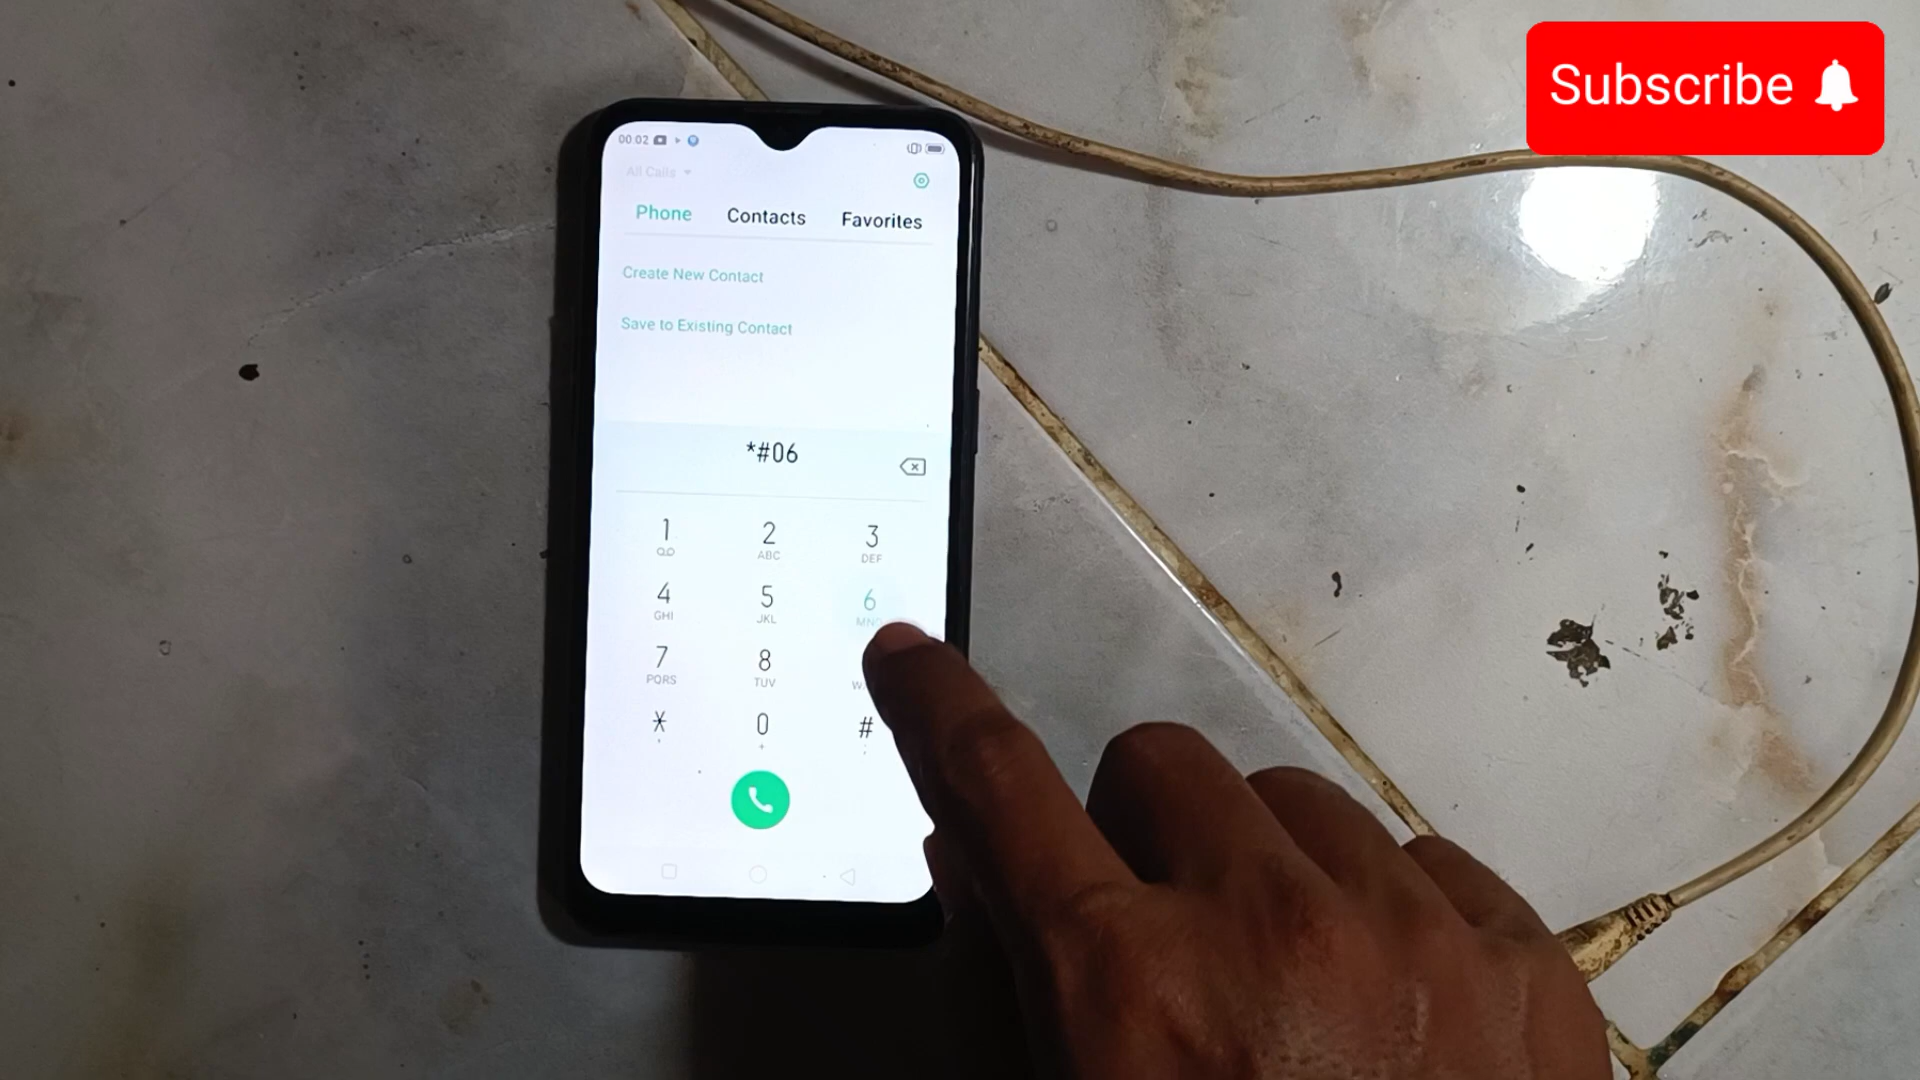 Subscribe
00:02
All Calls
Phone Contacts Favorites
Create New Contact
Save to Existing Contact
*#06
1 2 3
ABC DEF
4 5 6
GHI JKL MNO
7 8
PQRS TUV W
* 0 #
+ ;